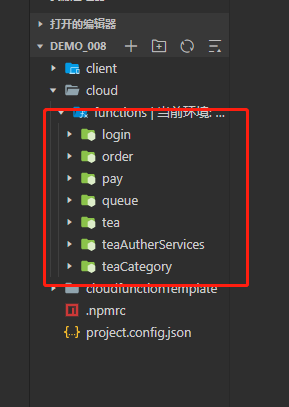 打开的编辑器
DEMO_008
client
cloud
functions | 当前环境: ...
login
order
pay
queue
tea
teaAutherServices
teaCategory
cloudfunctionTemplate
.npmrc
project.config.json